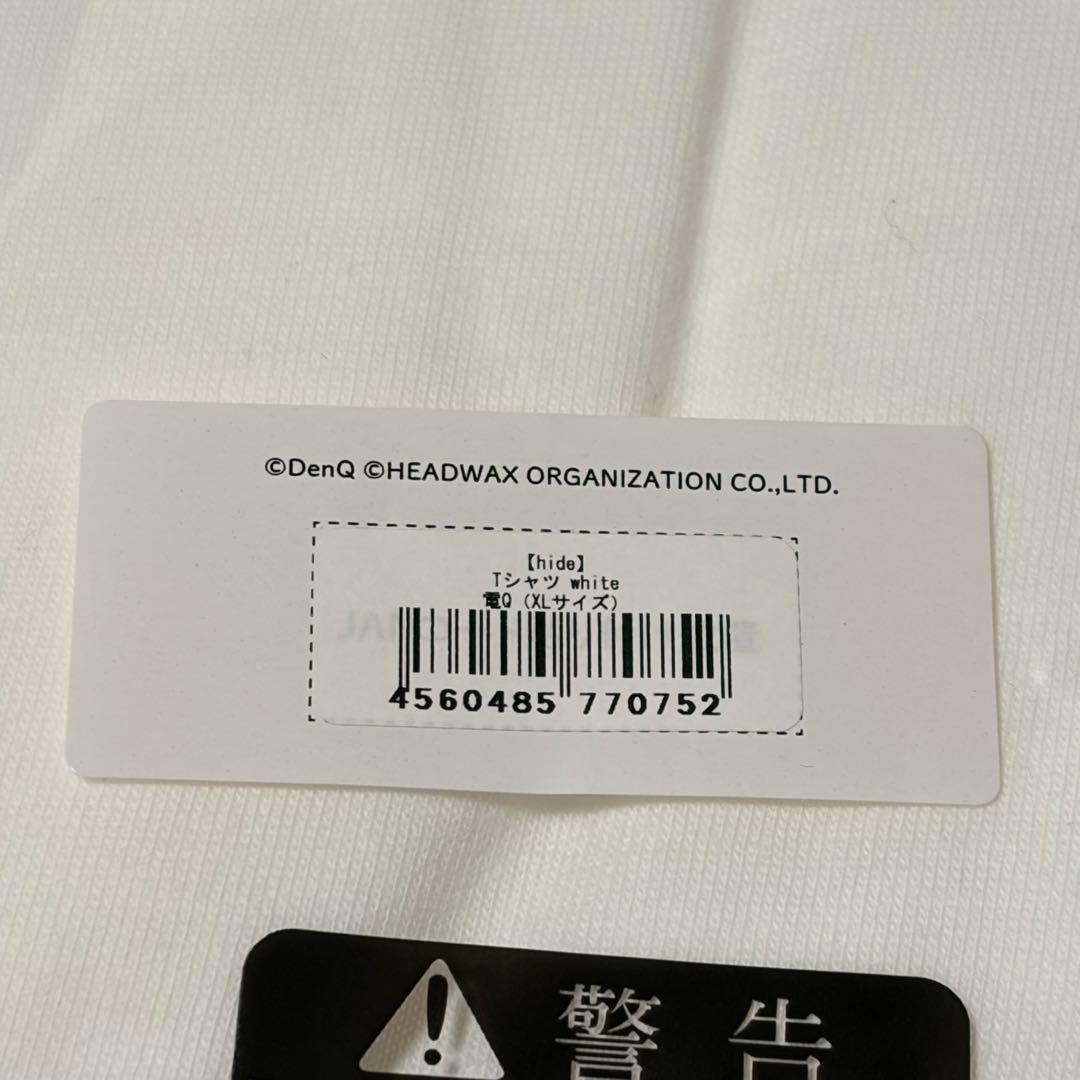 ©DenQ ©HEADWAX ORGANIZATION CO.,LTD.
【hide】
Tシャツ white
電Q (XLサイズ)
4560485 770752
警告